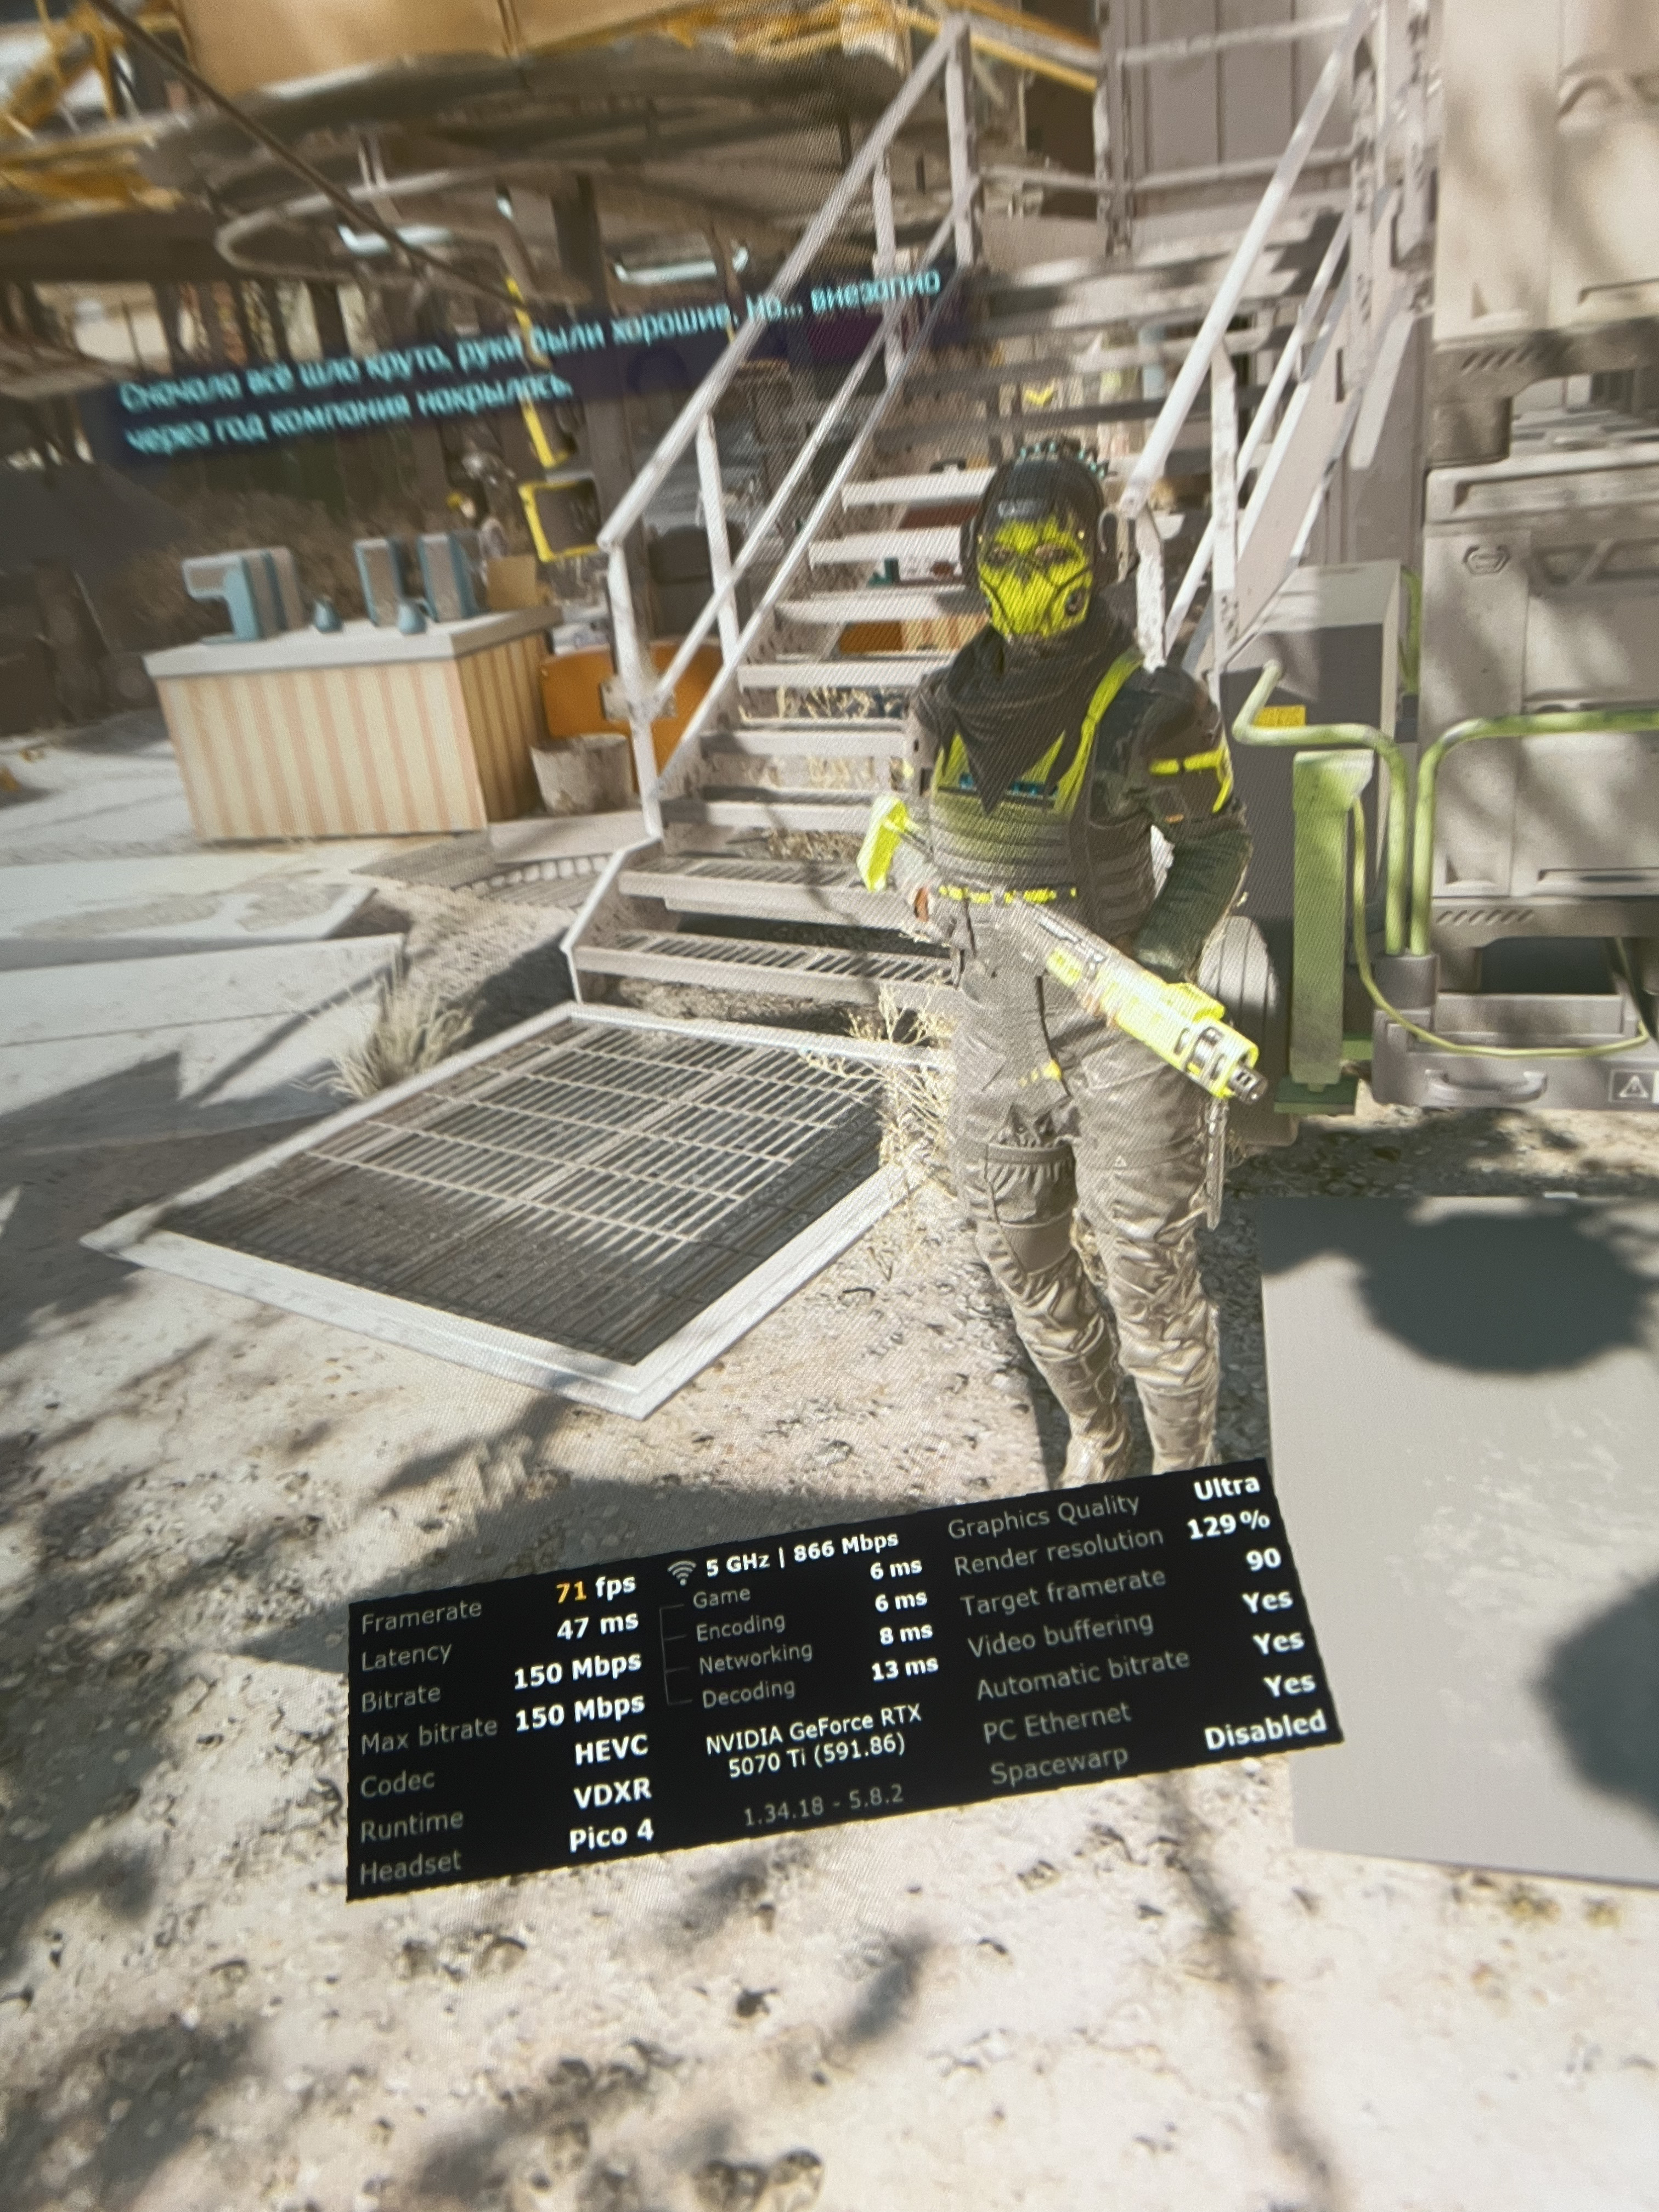 Сначала всё шло круто, руки были хорошие. Но... внезапно
через год компания накрылась.
Framerate 71 fps
Latency 47 ms
Bitrate 150 Mbps
Max bitrate 150 Mbps
Codec HEVC
Runtime VDXR
Headset Pico 4
5 GHz | 866 Mbps
Game 6 ms
Encoding 6 ms
Networking 8 ms
Decoding 13 ms
NVIDIA GeForce RTX
5070 Ti (591.86)
1.34.18 - 5.8.2
Graphics Quality Ultra
Render resolution 129%
Target framerate 90
Video buffering Yes
Automatic bitrate Yes
PC Ethernet Yes
Spacewarp Disabled